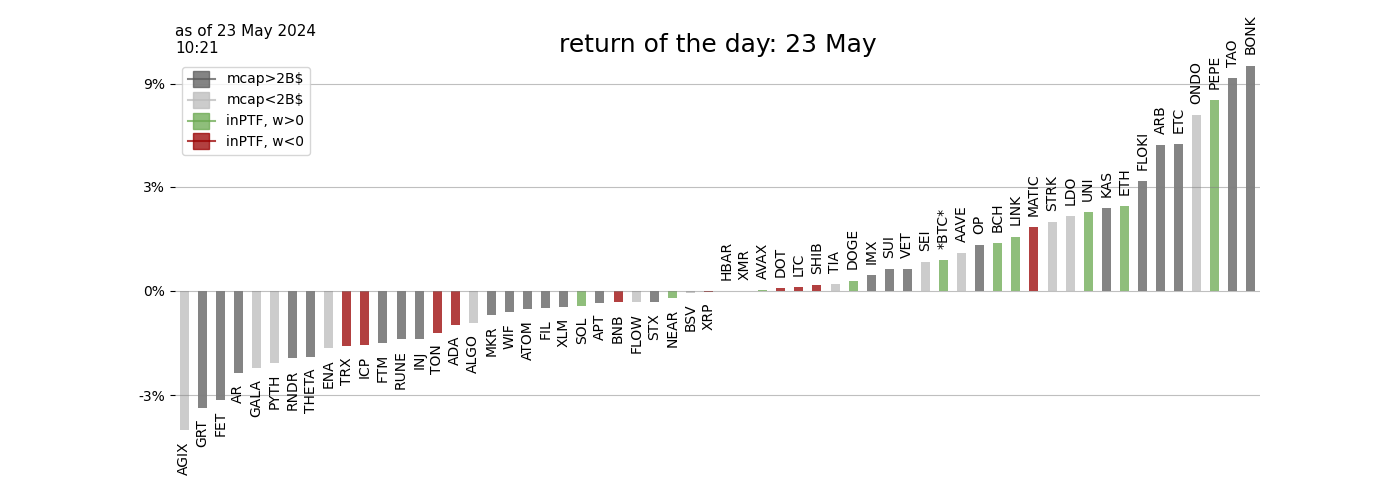 as of 23 May 2024
10:21
return of the day: 23 May
mcap>2B$
mcap<2B$
inPTF, w>0
inPTF, w<0
9%
3%
0%
-3%
AGIX
GRT
FET
AR
GALA
PYTH
RNDR
THETA
ENA
TRX
ICP
FTM
RUNE
INJ
TON
ADA
ALGO
MKR
WIF
ATOM
FIL
XLM
SOL
APT
BNB
FLOW
STX
NEAR
BSV
XRP
HBAR
XMR
AVAX
DOT
LTC
SHIB
TIA
DOGE
IMX
SUI
VET
SEI
*BTC*
AAVE
OP
BCH
LINK
MATIC
STRK
LDO
UNI
KAS
ETH
FLOKI
ARB
ETC
ONDO
PEPE
TAO
BONK